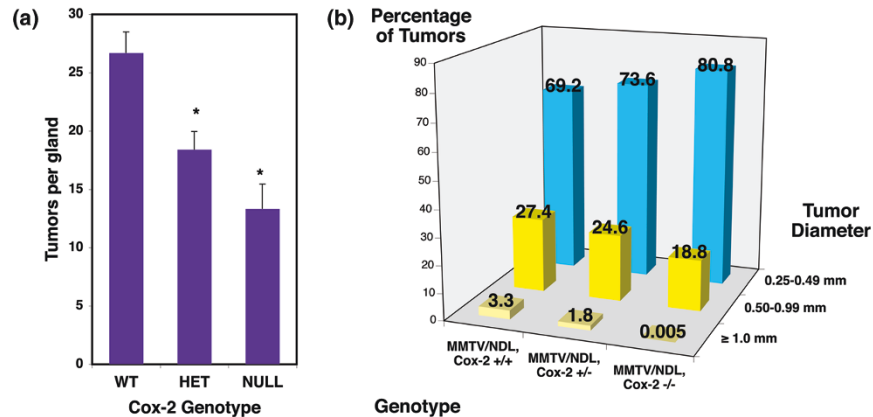 (a)
Tumors per gland
30
25
20
15
10
5
0
*
*
WT HET NULL
Cox-2 Genotype
(b)
Percentage
of Tumors
90
80
70
60
50
40
30
20
10
0
69.2 73.6 80.8
27.4 24.6 18.8
3.3 1.8 0.005
Tumor
Diameter
0.25-0.49 mm
0.50-0.99 mm
≥ 1.0 mm
MMTV/NDL,
Cox-2 +/+
MMTV/NDL,
Cox-2 +/-
MMTV/NDL,
Cox-2 -/-
Genotype